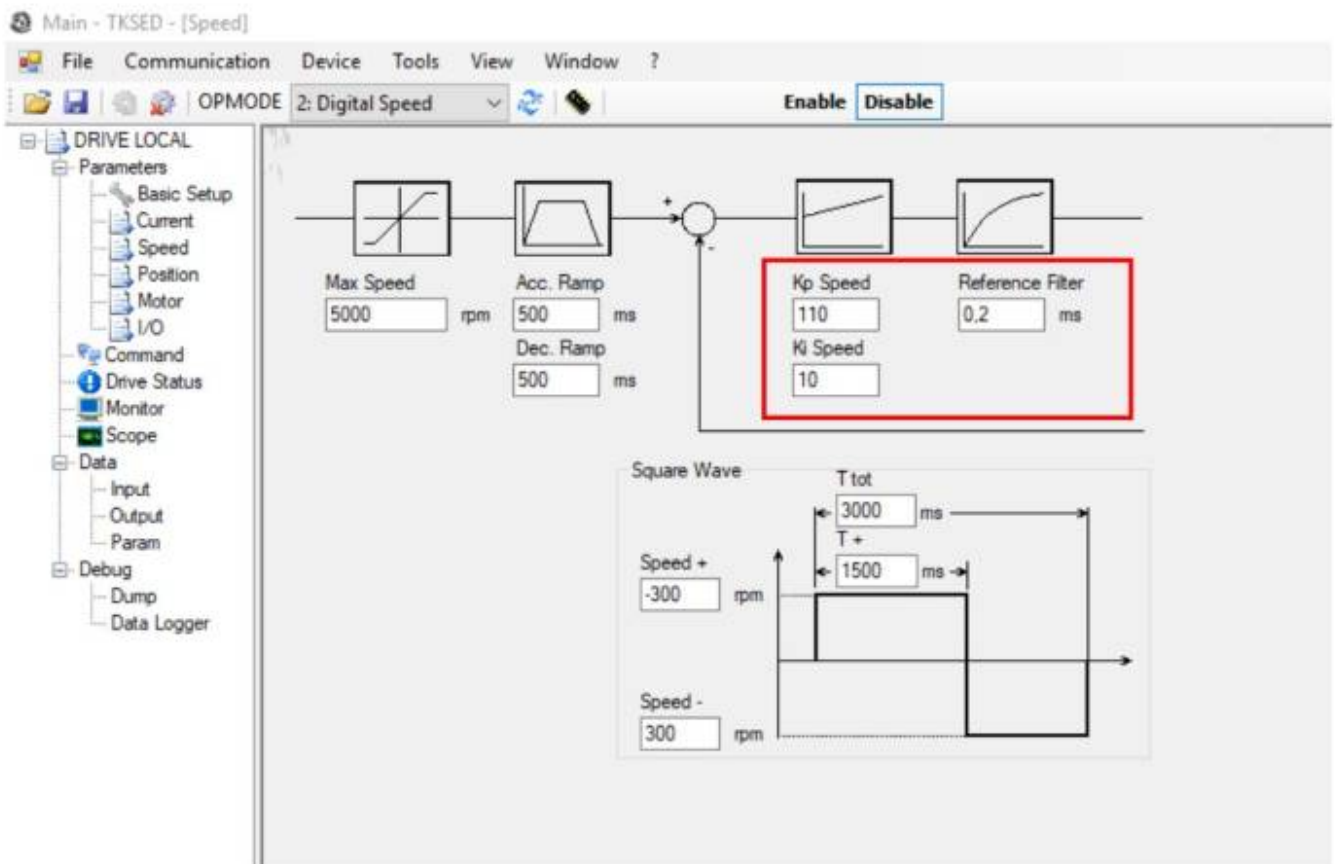 Main - TKSED - [Speed]
File Communication Device Tools View Window ?
OPMODE 2: Digital Speed Enable Disable
DRIVE LOCAL
Parameters
Basic Setup
Current
Speed
Position
Motor
I/O
Command
Drive Status
Monitor
Scope
Data
Input
Output
Param
Debug
Dump
Data Logger
Max Speed
5000 rpm
Acc. Ramp
500 ms
Dec. Ramp
500 ms
+
-
Kp Speed
110
Ki Speed
10
Reference Filter
0,2 ms
Square Wave
T tot
3000 ms
T +
1500 ms
Speed +
-300 rpm
Speed -
300 rpm